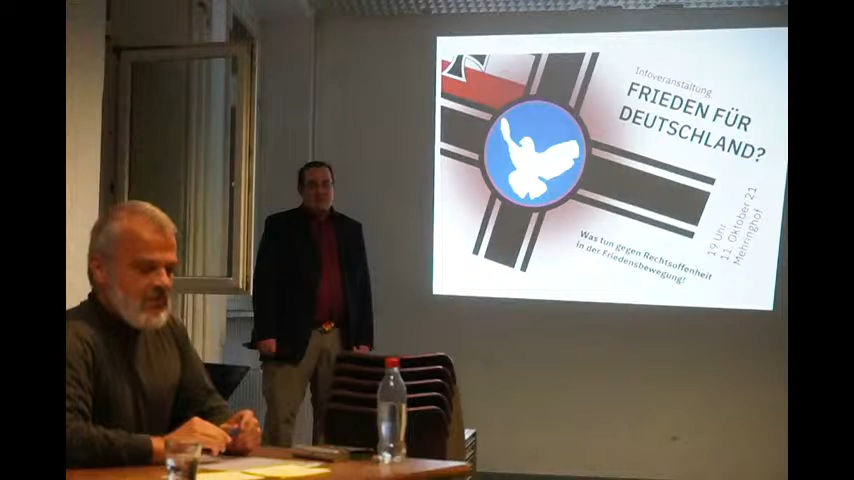 Infoveranstaltung
FRIEDEN FÜR
DEUTSCHLAND?
19 Uhr
11. Oktober 21
Mehringhof
Was tun gegen Rechtsoffenheit
in der Friedensbewegung?